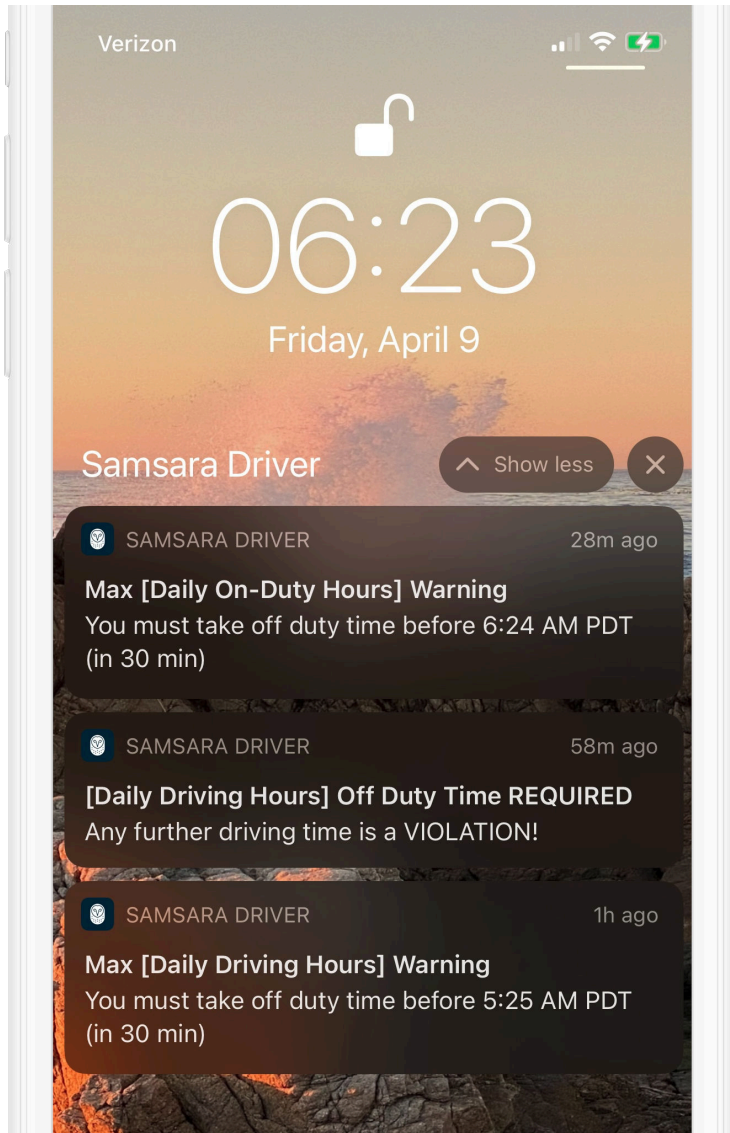 Verizon
06:23
Friday, April 9
Samsara Driver
Show less
SAMSARA DRIVER
28m ago
Max [Daily On-Duty Hours] Warning
You must take off duty time before 6:24 AM PDT
(in 30 min)
SAMSARA DRIVER
58m ago
[Daily Driving Hours] Off Duty Time REQUIRED
Any further driving time is a VIOLATION!
SAMSARA DRIVER
1h ago
Max [Daily Driving Hours] Warning
You must take off duty time before 5:25 AM PDT
(in 30 min)